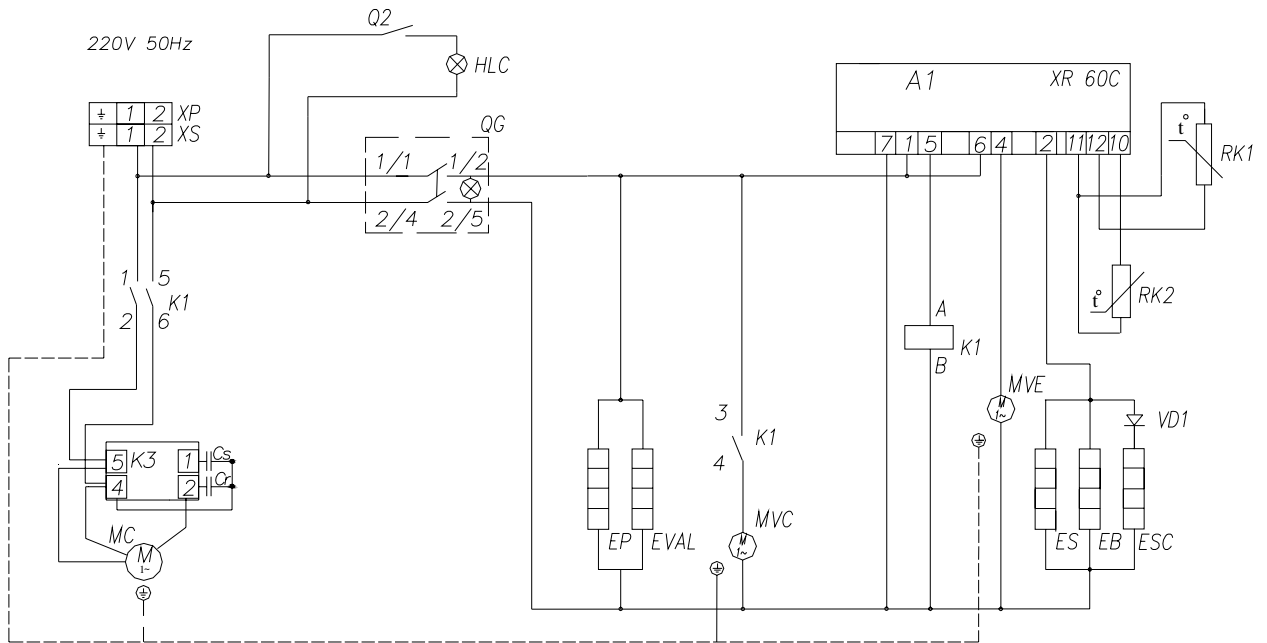 Q2
220V 50Hz
HLC
A1 XR 60C
1 2 XP
1 2 XS
QG
7 1 5 6 4 2 11 12 10
t° RK1
1/1 1/2
2/4 2/5
1 5
K1
2 6
t° RK2
A
K1
B
MVE
3
K1
4
VD1
5 K3 1 Cs
4 2 Cr
MC
M
1~
M
1~
MVC
M
1~
EP EVAL
ES EB ESC